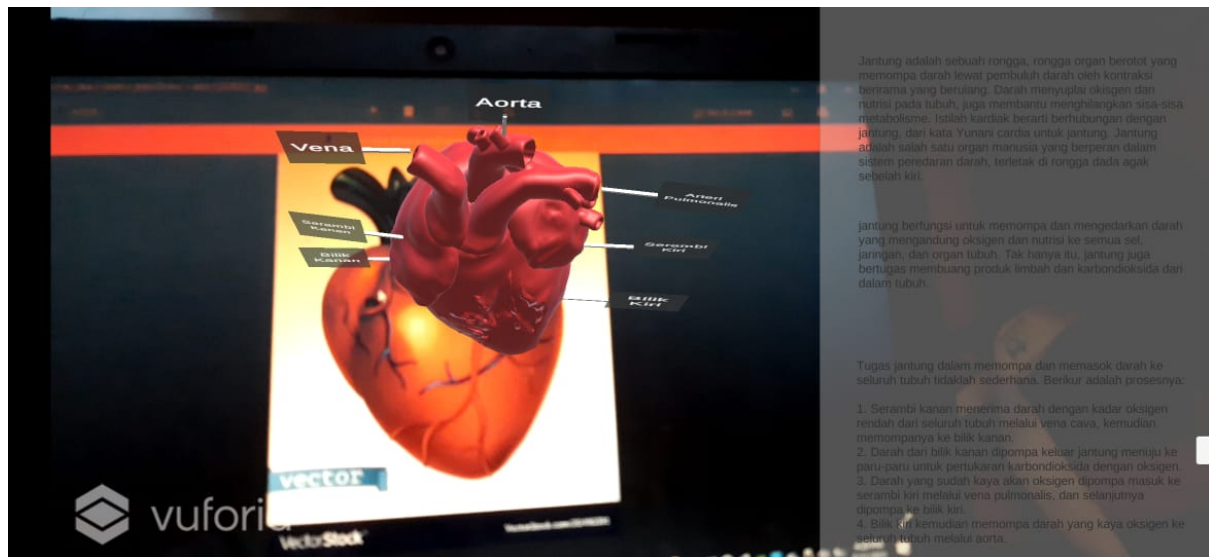 Aorta
Vena
Arteri
Pulmonalis
Serambi
Kanan
Serambi
Kiri
Bilik
Kanan
Bilik
Kiri
vector
vuforia
VectorStock
Jantung adalah sebuah rongga, rongga organ berotot yang
memompa darah lewat pembuluh darah oleh kontraksi
berirama yang berulang. Darah menyuplai okisgen dan
nutrisi pada tubuh, juga membantu menghilangkan sisa-sisa
metabolisme. Istilah kardiak berarti berhubungan dengan
jantung, dari kata Yunani cardia untuk jantung. Jantung
adalah salah satu organ manusia yang berperan dalam
sistem peredaran darah, terletak di rongga dada agak
sebelah kiri.
jantung berfungsi untuk memompa dan mengedarkan darah
yang mengandung oksigen dan nutrisi ke semua sel,
jaringan, dan organ tubuh. Tak hanya itu, jantung juga
bertugas membuang produk limbah dan karbondioksida dari
dalam tubuh.
Tugas jantung dalam memompa dan memasok darah ke
seluruh tubuh tidaklah sederhana. Berikur adalah prosesnya:
1. Serambi kanan menerima darah dengan kadar oksigen
rendah dari seluruh tubuh melalui vena cava, kemudian
memompanya ke bilik kanan.
2. Darah dari bilik kanan dipompa keluar jantung menuju ke
paru-paru untuk pertukaran karbondioksida dengan oksigen.
3. Darah yang sudah kaya akan oksigen dipompa masuk ke
serambi kiri melalui vena pulmonalis, dan selanjutnya
dipompa ke bilik kiri.
4. Bilik kiri kemudian memompa darah yang kaya oksigen ke
seluruh tubuh melalui aorta.